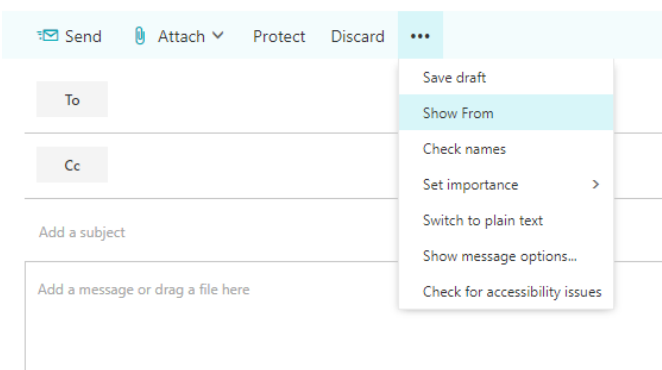 Send Attach Protect Discard •••
Save draft
To
Show From
Check names
Cc
Set importance >
Switch to plain text
Add a subject
Show message options...
Add a message or drag a file here
Check for accessibility issues